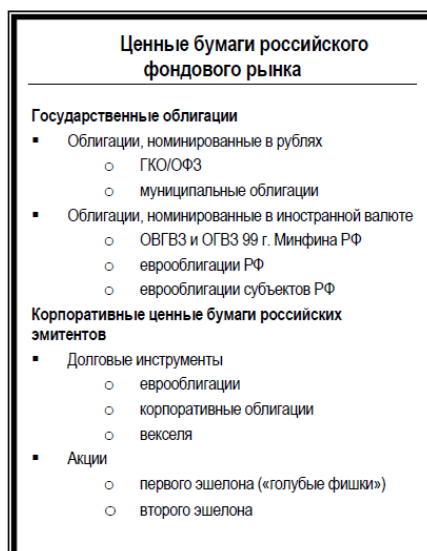 Ценные бумаги российского
фондового рынка
Государственные облигации
▪ Облигации, номинированные в рублях
○ ГКО/ОФЗ
○ муниципальные облигации
▪ Облигации, номинированные в иностранной валюте
○ ОВГВЗ и ОГВЗ 99 г. Минфина РФ
○ еврооблигации РФ
○ еврооблигации субъектов РФ
Корпоративные ценные бумаги российских
эмитентов
▪ Долговые инструменты
○ еврооблигации
○ корпоративные облигации
○ векселя
▪ Акции
○ первого эшелона («голубые фишки»)
○ второго эшелона